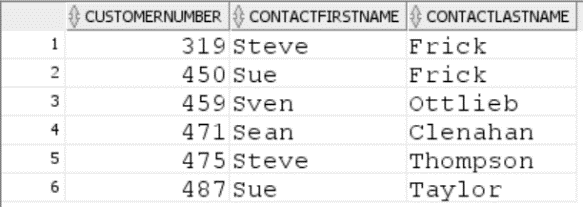 CUSTOMERNUMBER CONTACTFIRSTNAME CONTACTLASTNAME
1 319 Steve Frick
2 450 Sue Frick
3 459 Sven Ottlieb
4 471 Sean Clenahan
5 475 Steve Thompson
6 487 Sue Taylor